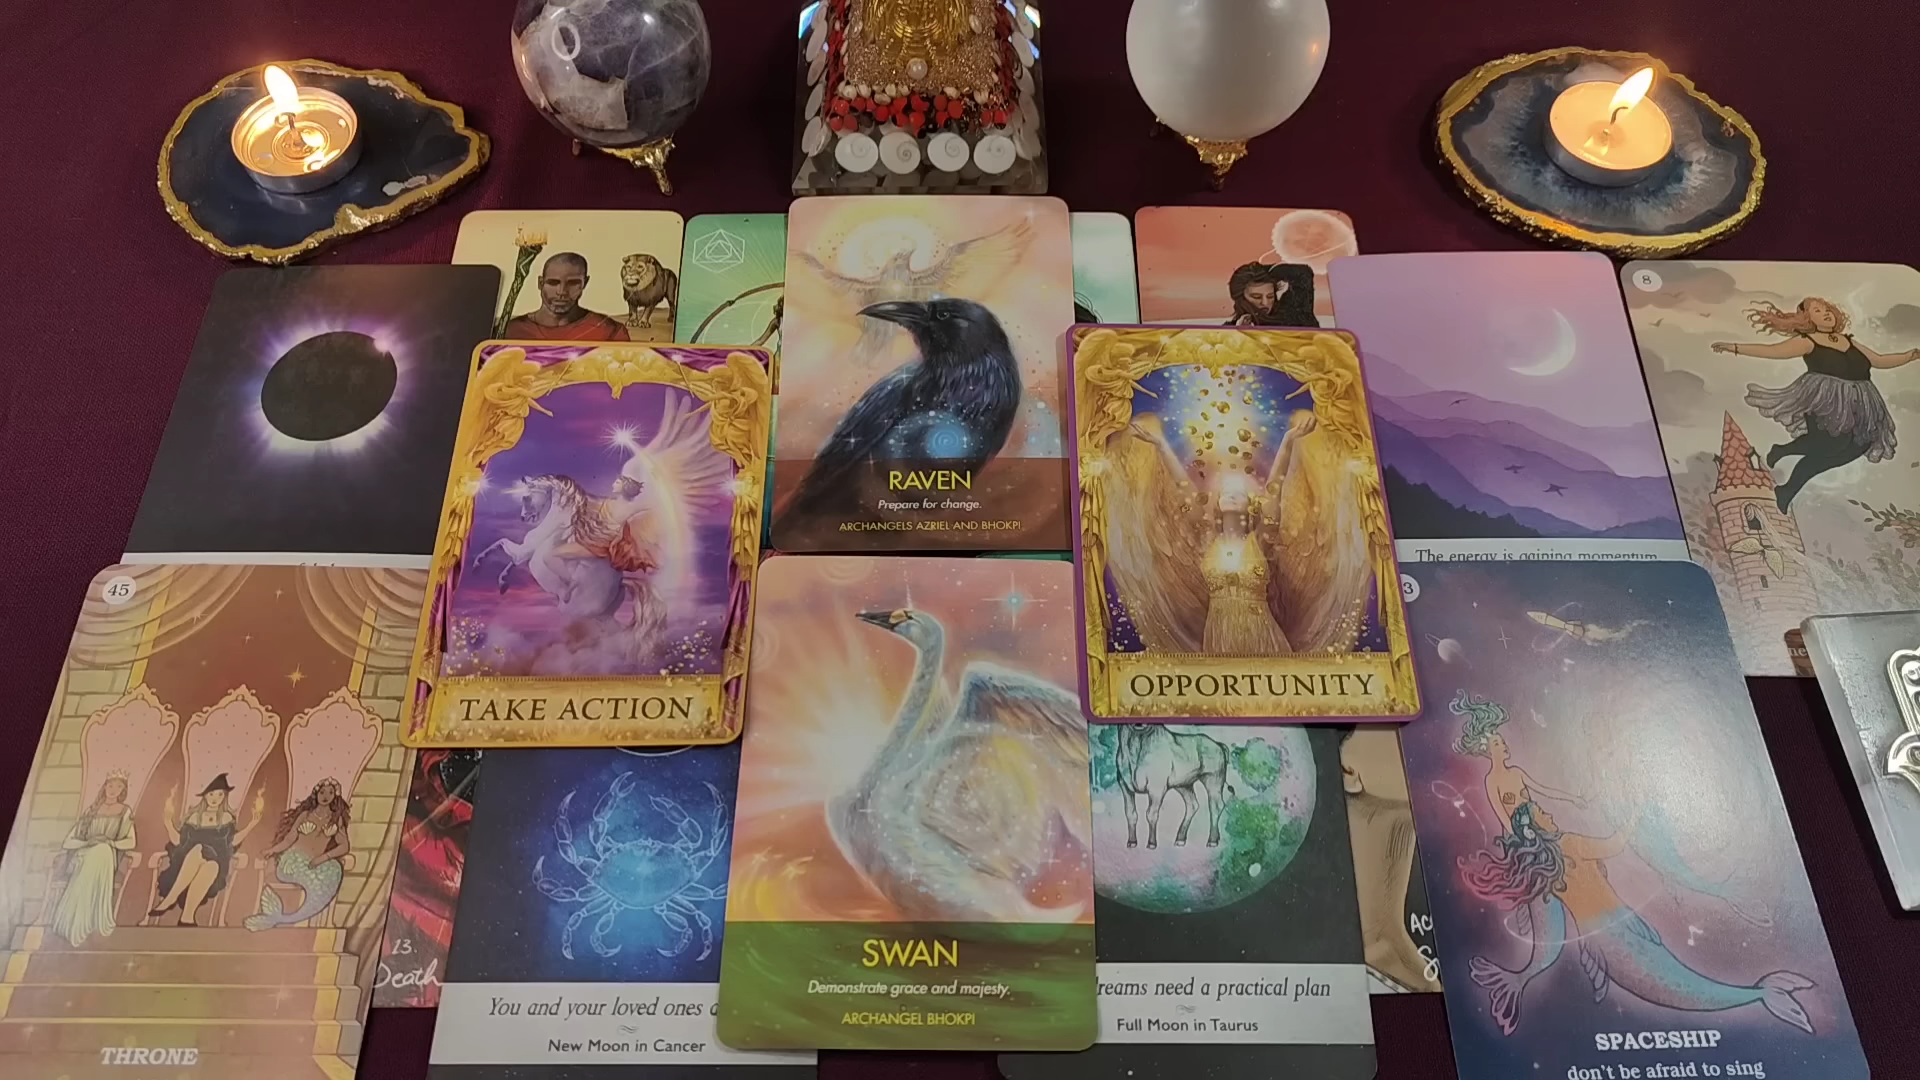 8
RAVEN
Prepare for change.
ARCHANGELS AZRIEL AND BHOKPI
The energy is gaining momentum
45
TAKE ACTION
OPPORTUNITY
3
13.
Death
THRONE
You and your loved ones
New Moon in Cancer
SWAN
Demonstrate grace and majesty.
ARCHANGEL BHOKPI
reams need a practical plan
Full Moon in Taurus
SPACESHIP
don't be afraid to sing